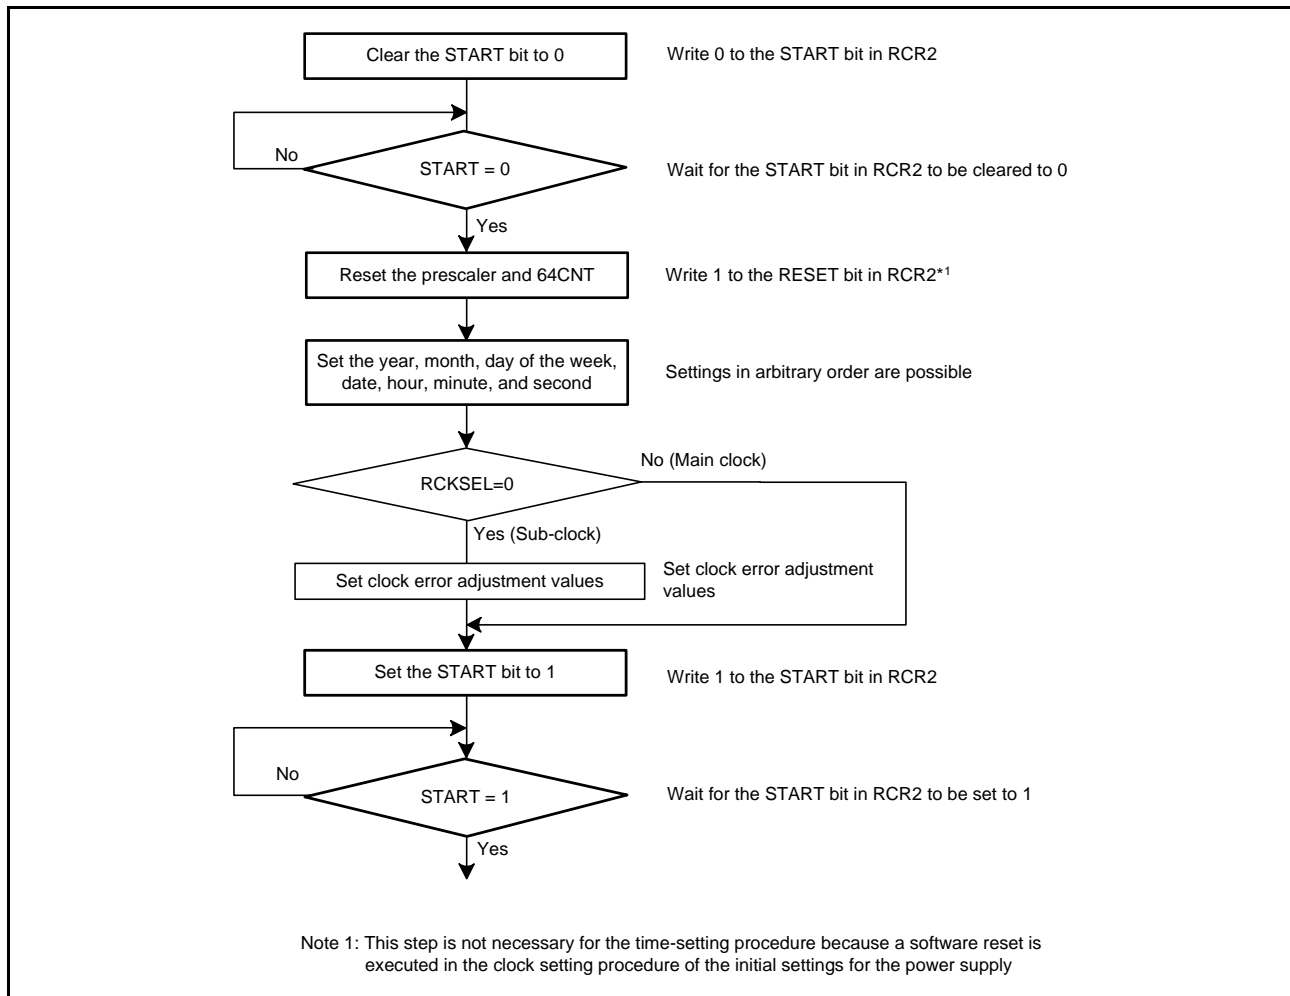 Clear the START bit to 0
Write 0 to the START bit in RCR2
No
START = 0
Wait for the START bit in RCR2 to be cleared to 0
Yes
Reset the prescaler and 64CNT
Write 1 to the RESET bit in RCR2*1
Set the year, month, day of the week,
date, hour, minute, and second
Settings in arbitrary order are possible
No (Main clock)
RCKSEL=0
Yes (Sub-clock)
Set clock error adjustment values
Set clock error adjustment
values
Set the START bit to 1
Write 1 to the START bit in RCR2
No
START = 1
Wait for the START bit in RCR2 to be set to 1
Yes
Note 1: This step is not necessary for the time-setting procedure because a software reset is
executed in the clock setting procedure of the initial settings for the power supply